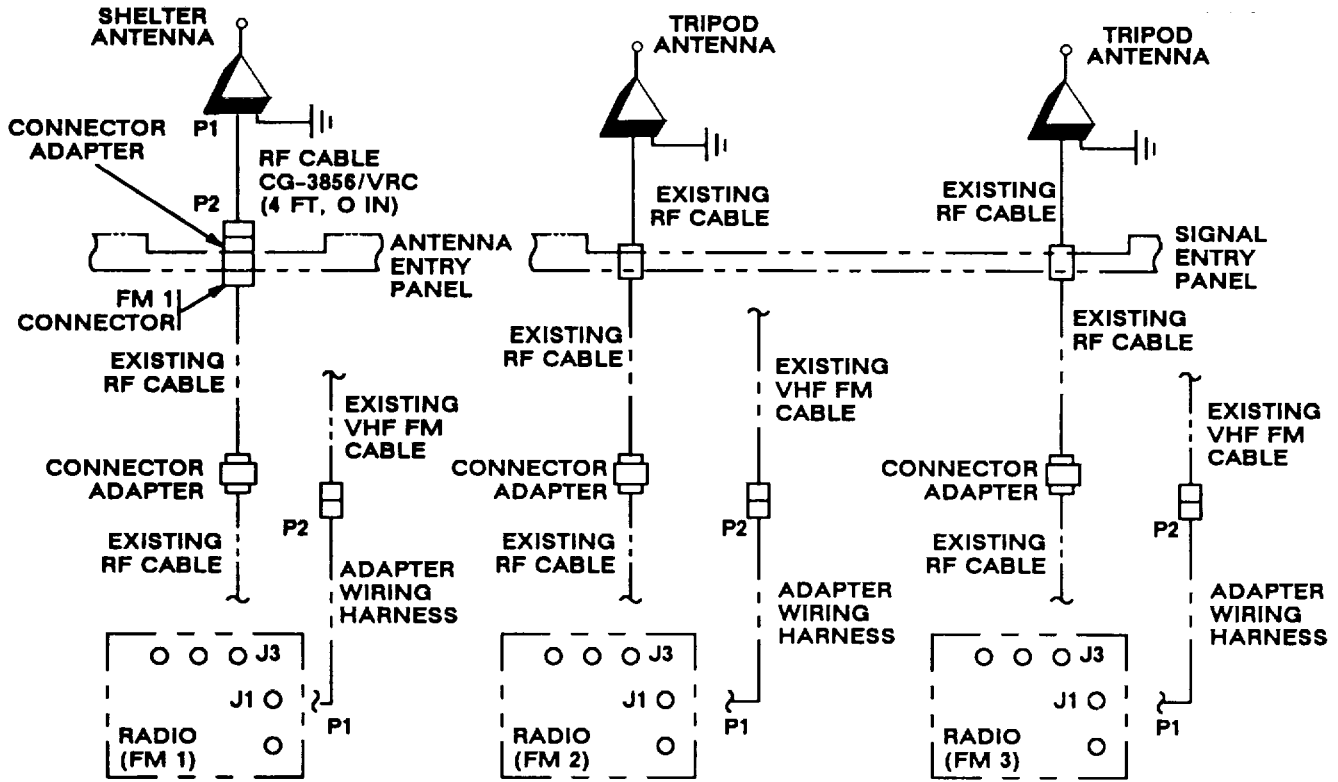 SHELTER
ANTENNA
TRIPOD
ANTENNA
TRIPOD
ANTENNA
CONNECTOR
ADAPTER
P1
RF CABLE
CG-3856/VRC
(4 FT, O IN)
P2
EXISTING
RF CABLE
EXISTING
RF CABLE
ANTENNA
ENTRY
PANEL
SIGNAL
ENTRY
PANEL
FM 1
CONNECTOR
EXISTING
RF CABLE
EXISTING
RF CABLE
EXISTING
RF CABLE
EXISTING
VHF FM
CABLE
EXISTING
VHF FM
CABLE
EXISTING
VHF FM
CABLE
CONNECTOR
ADAPTER
CONNECTOR
ADAPTER
CONNECTOR
ADAPTER
P2
P2
P2
EXISTING
RF CABLE
EXISTING
RF CABLE
EXISTING
RF CABLE
ADAPTER
WIRING
HARNESS
ADAPTER
WIRING
HARNESS
ADAPTER
WIRING
HARNESS
J3
J1
P1
RADIO
(FM 1)
J3
J1
P1
RADIO
(FM 2)
J3
J1
P1
RADIO
(FM 3)